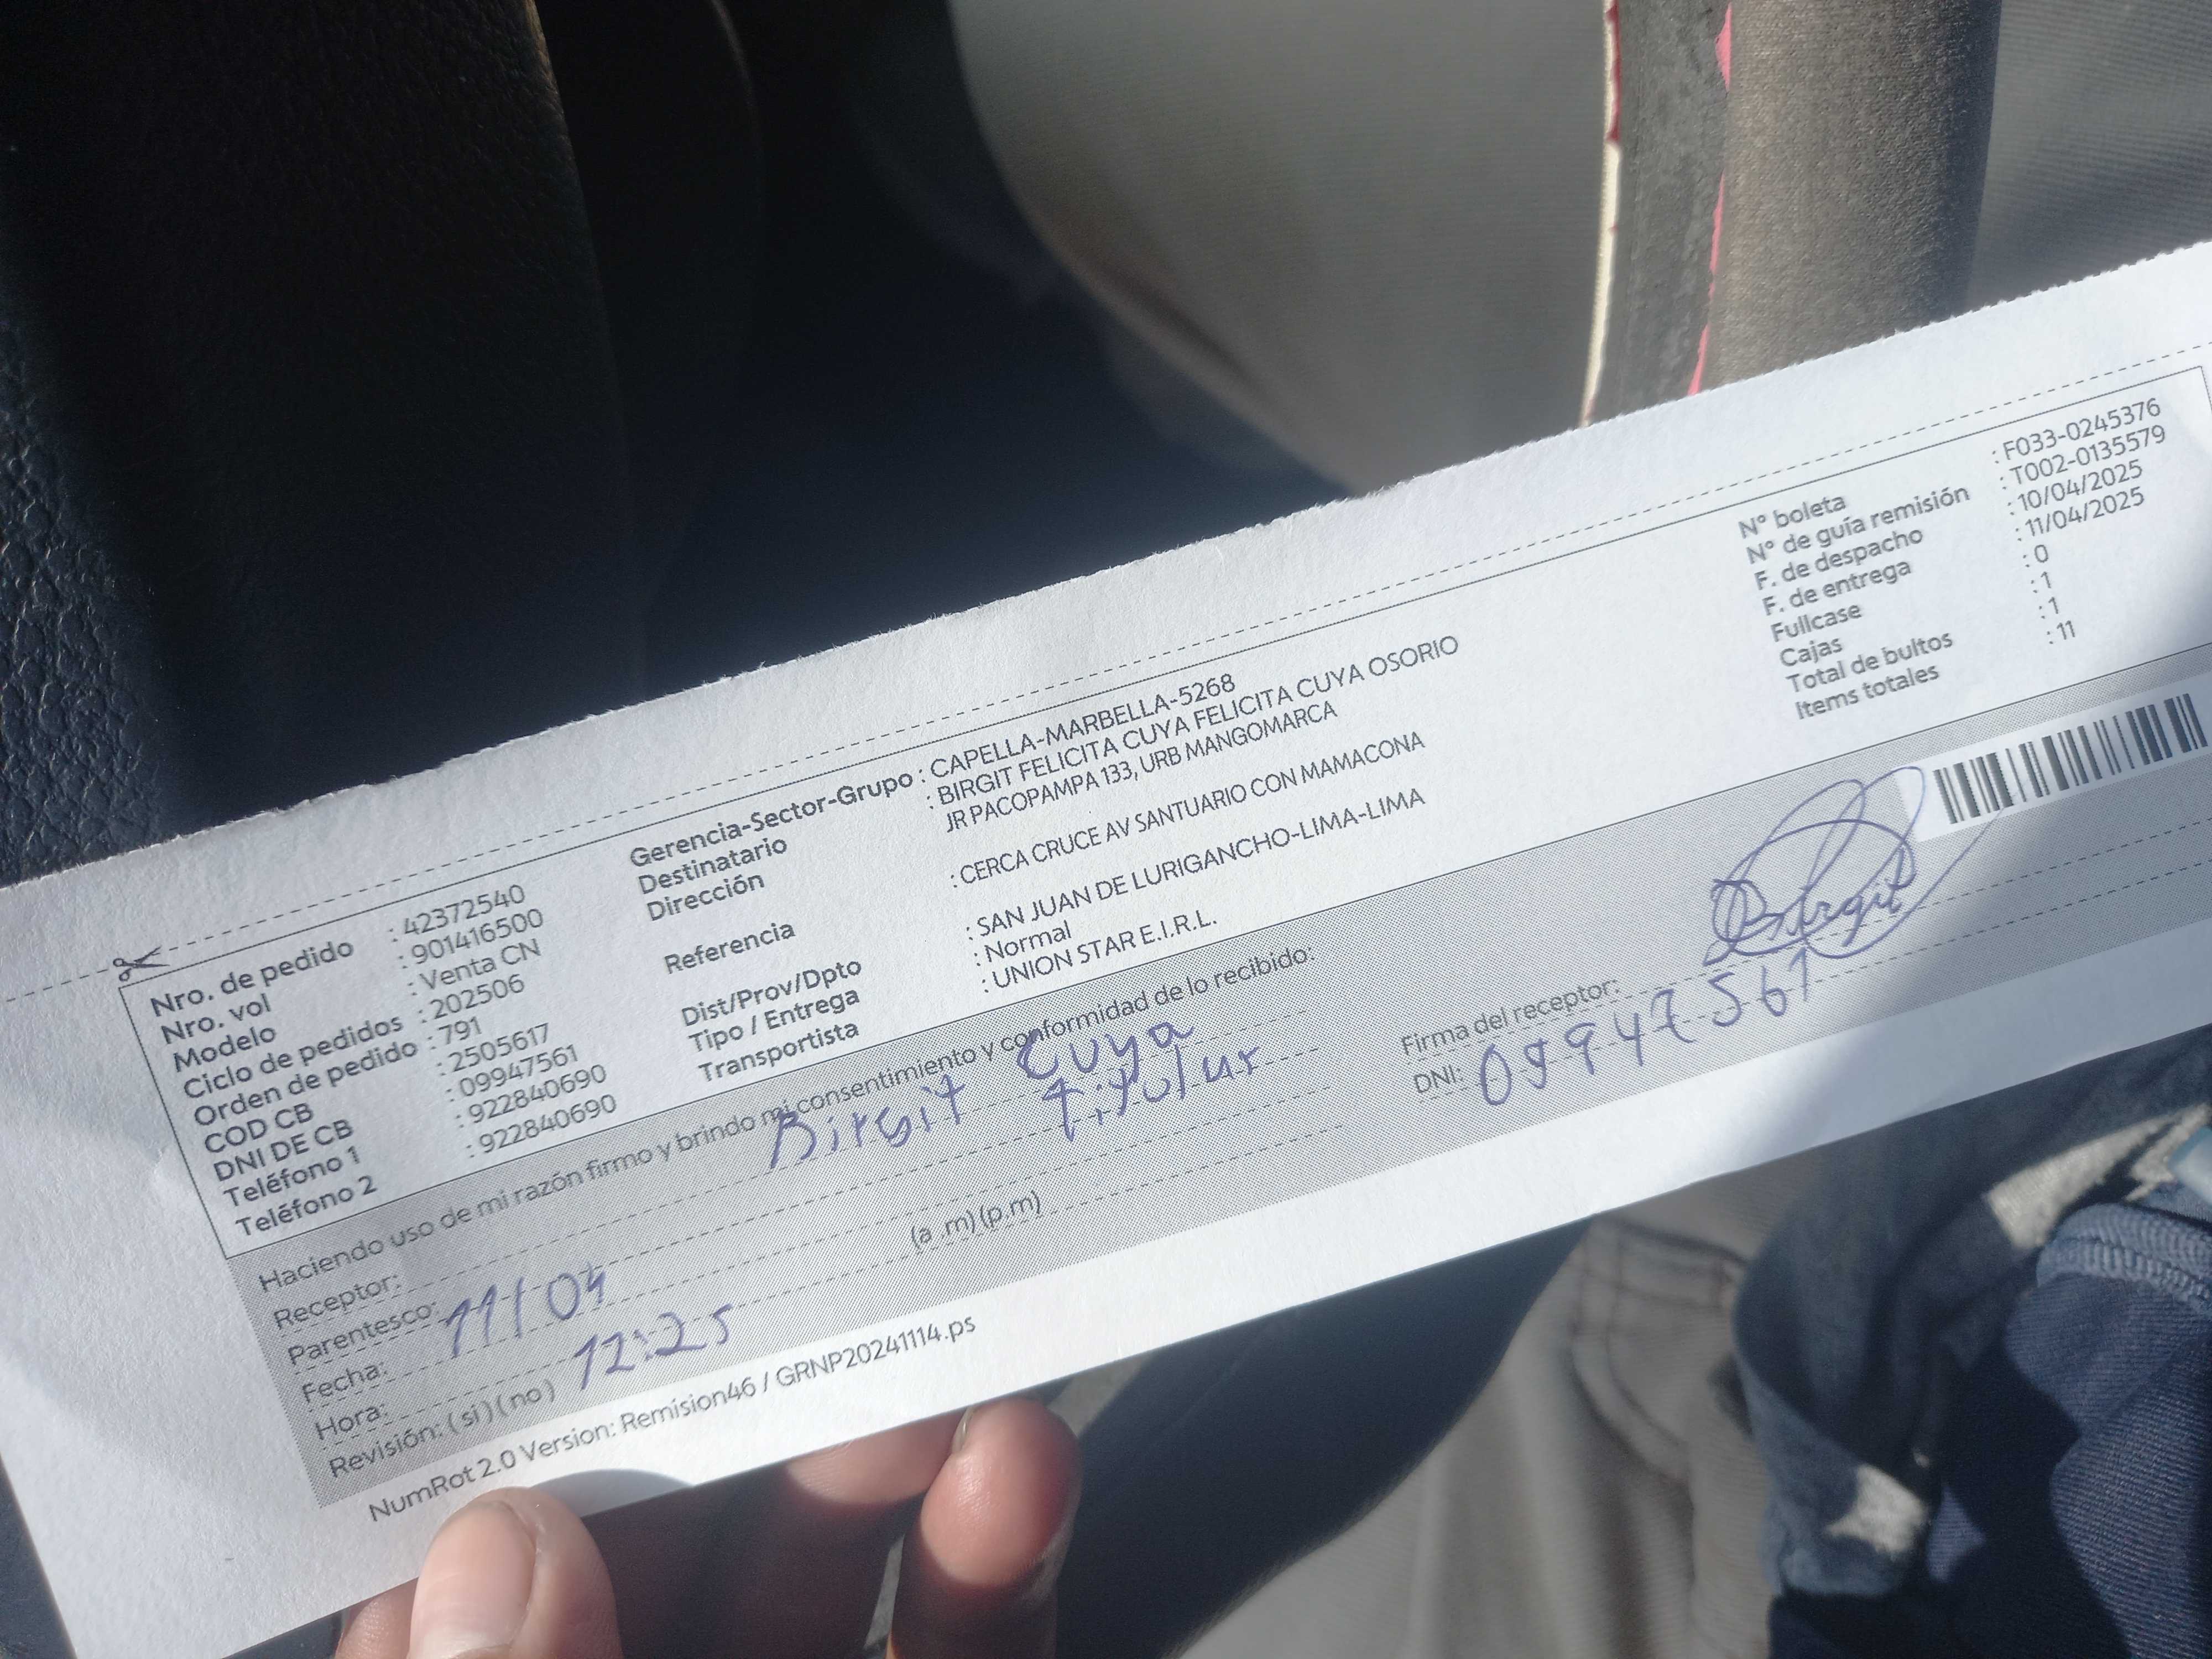 Nro. de pedido : 42372540
Nro. vol : 901416500
Modelo : Venta CN
Ciclo de pedidos : 202506
Orden de pedido : 791
COD CB : 2505617
DNI DE CB : 09947561
Teléfono 1 : 922840690
Teléfono 2 : 922840690
Gerencia-Sector-Grupo : CAPELLA-MARBELLA-5268
Destinatario : BIRGIT FELICITA CUYA FELICITA CUYA OSORIO
Dirección JR PACOPAMPA 133, URB MANGOMARCA
Referencia : CERCA CRUCE AV SANTUARIO CON MAMACONA
Dist/Prov/Dpto : SAN JUAN DE LURIGANCHO-LIMA-LIMA
Tipo / Entrega : Normal
Transportista : UNION STAR E.I.R.L.
N° boleta : F033-0245376
N° de guía remisión : T002-0135579
F. de despacho : 10/04/2025
F. de entrega : 11/04/2025
Fullcase : 0
Cajas : 1
Total de bultos : 1
Items totales : 11
Haciendo uso de mi razón firmo y brindo mi consentimiento y conformidad de lo recibido:
Receptor: Birgit Cuya
Parentesco: titular
Fecha: 11/04
Hora: 12:25 (a .m) (p.m)
Revisión: ( si ) ( no )
Firma del receptor: Birgit
DNI: 09947561
NumRot 2.0 Version: Remision46 / GRNP20241114.ps